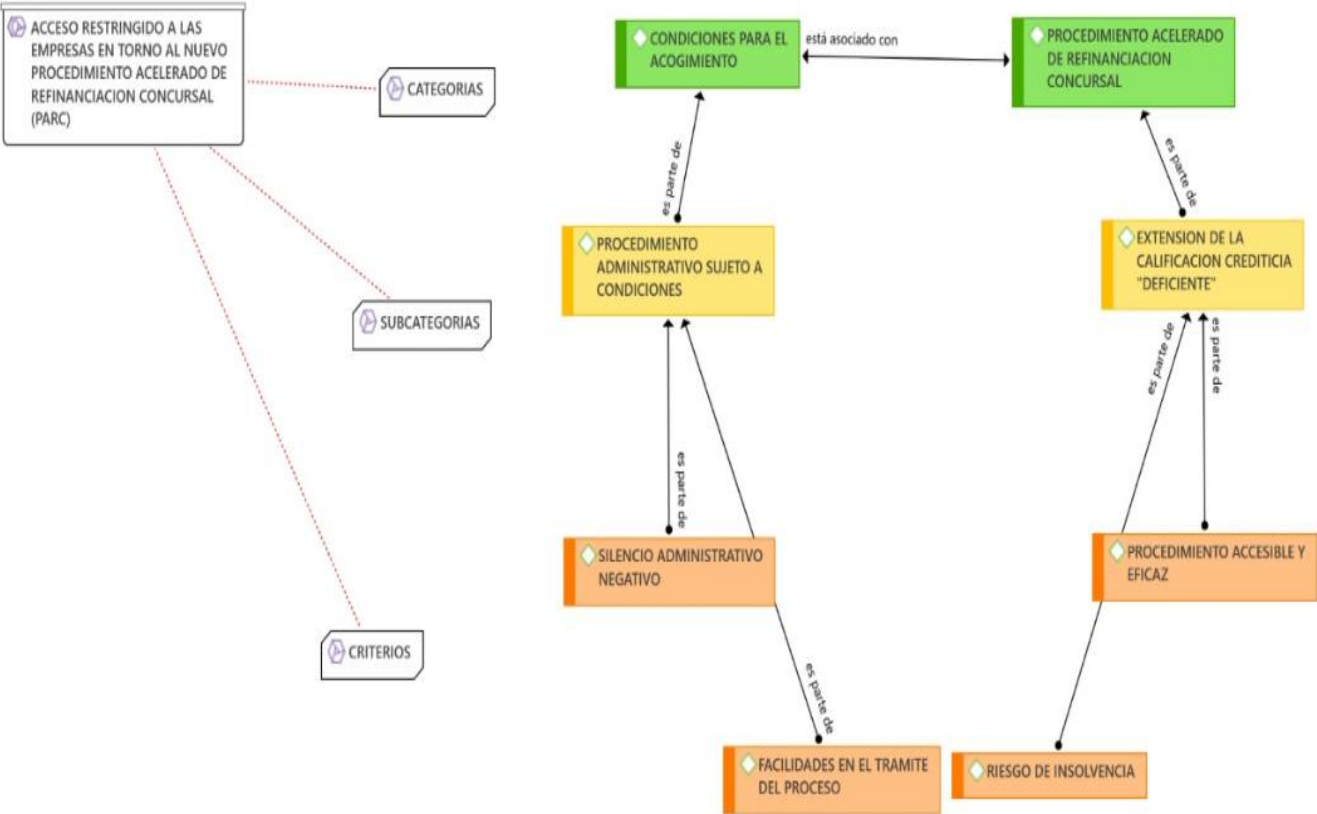 ACCESO RESTRINGIDO A LAS
EMPRESAS EN TORNO AL NUEVO
PROCEDIMIENTO ACELERADO DE
REFINANCIACION CONCURSAL
(PARC)
CATEGORIAS
SUBCATEGORIAS
CRITERIOS
CONDICIONES PARA EL
ACOGIMIENTO
está asociado con
PROCEDIMIENTO ACELERADO
DE REFINANCIACION
CONCURSAL
es parte de
es parte de
PROCEDIMIENTO
ADMINISTRATIVO SUJETO A
CONDICIONES
EXTENSION DE LA
CALIFICACION CREDITICIA
"DEFICIENTE"
es parte de
es parte de
es parte de
es parte de
SILENCIO ADMINISTRATIVO
NEGATIVO
PROCEDIMIENTO ACCESIBLE Y
EFICAZ
FACILIDADES EN EL TRAMITE
DEL PROCESO
RIESGO DE INSOLVENCIA